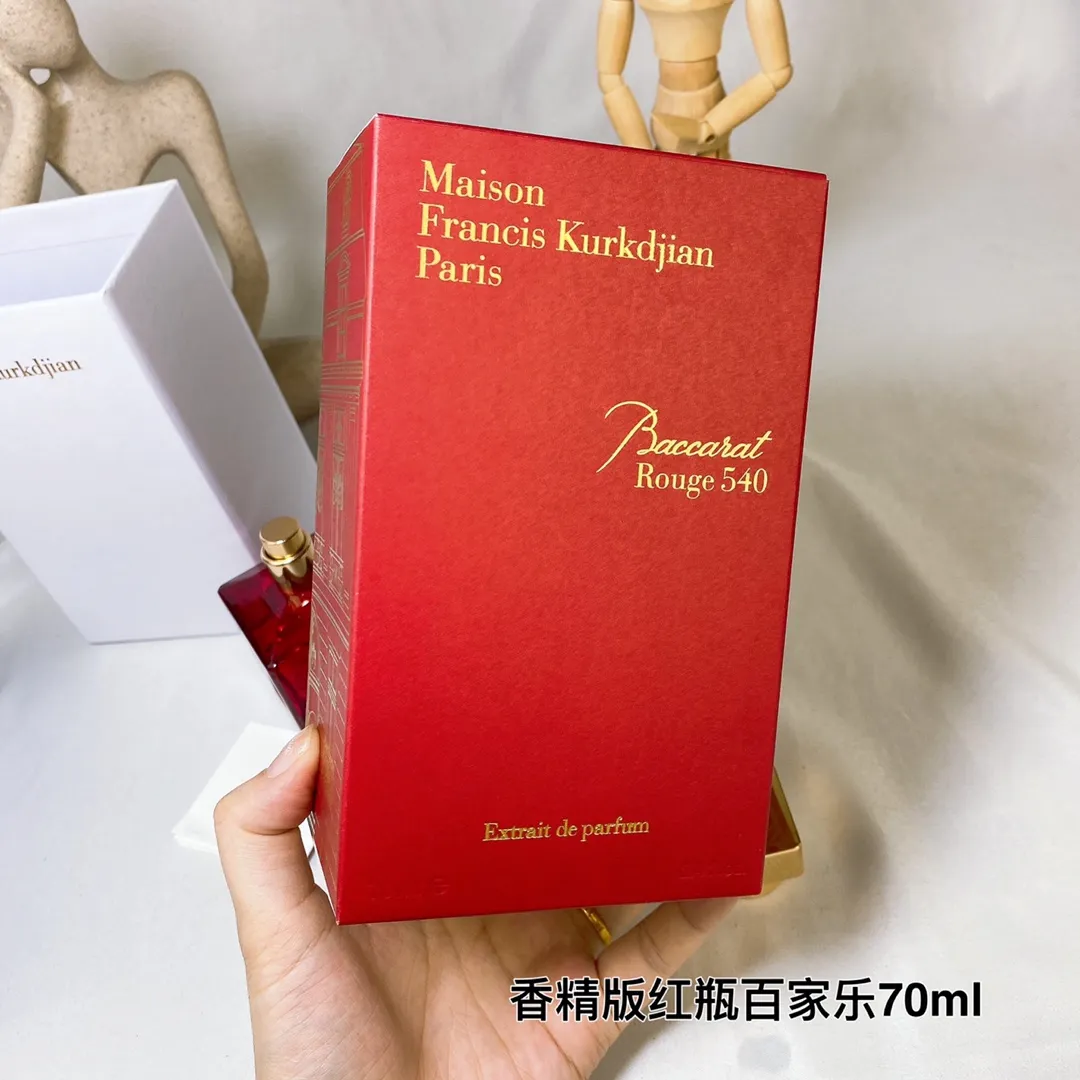 Maison
Francis Kurkdjian
Paris
urkdjian
Baccarat
Rouge 540
Extrait de parfum
香精版红瓶百家乐70ml